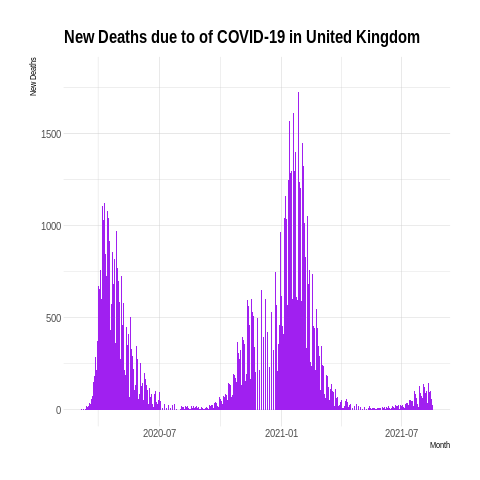 New Deaths due to of COVID-19 in United Kingdom
New Deaths
1500
1000
500
0
2020-07
2021-01
2021-07
Month